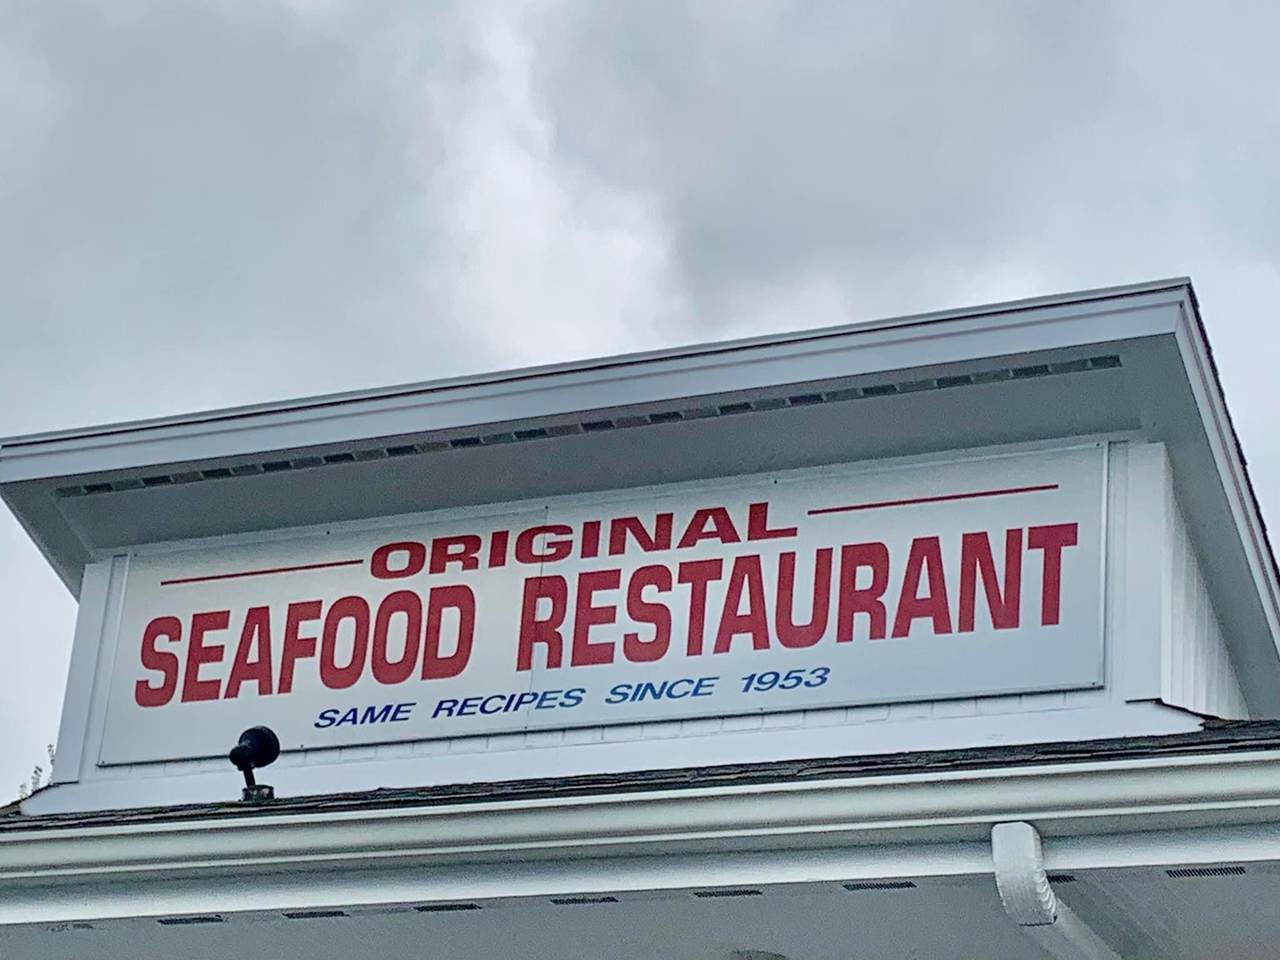 ORIGINAL
SEAFOOD RESTAURANT
SAME RECIPES SINCE 1953